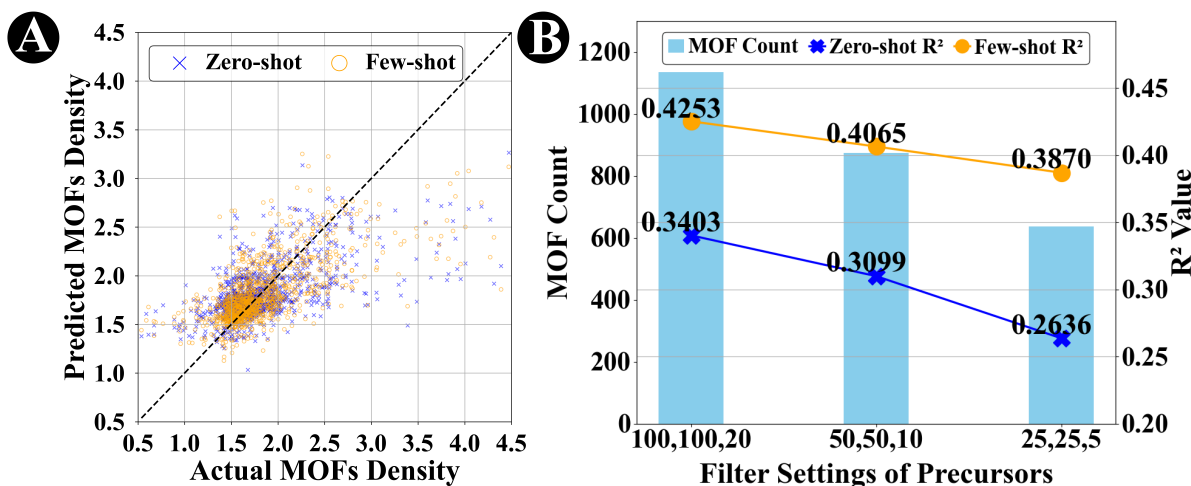 A
Zero-shot
Few-shot
Predicted MOFs Density
4.5
4.0
3.5
3.0
2.5
2.0
1.5
1.0
0.5
0.5 1.0 1.5 2.0 2.5 3.0 3.5 4.0 4.5
Actual MOFs Density
B
MOF Count
Zero-shot R²
Few-shot R²
MOF Count
1200
1000
800
600
400
200
0
0.4253
0.4065
0.3870
0.3403
0.3099
0.2636
0.45
0.40
0.35
0.30
0.25
0.20
R² Value
100,100,20
50,50,10
25,25,5
Filter Settings of Precursors